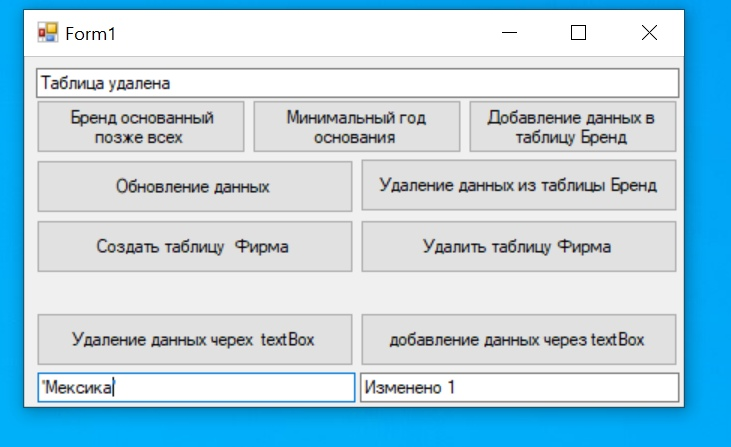 Form1
Таблица удалена
Бренд основанный
позже всех
Минимальный год
основания
Добавление данных в
таблицу Бренд
Обновление данных
Удаление данных из таблицы Бренд
Создать таблицу Фирма
Удалить таблицу Фирма
Удаление данных черех textBox
добавление данных через textBox
'Мексика'
Изменено 1